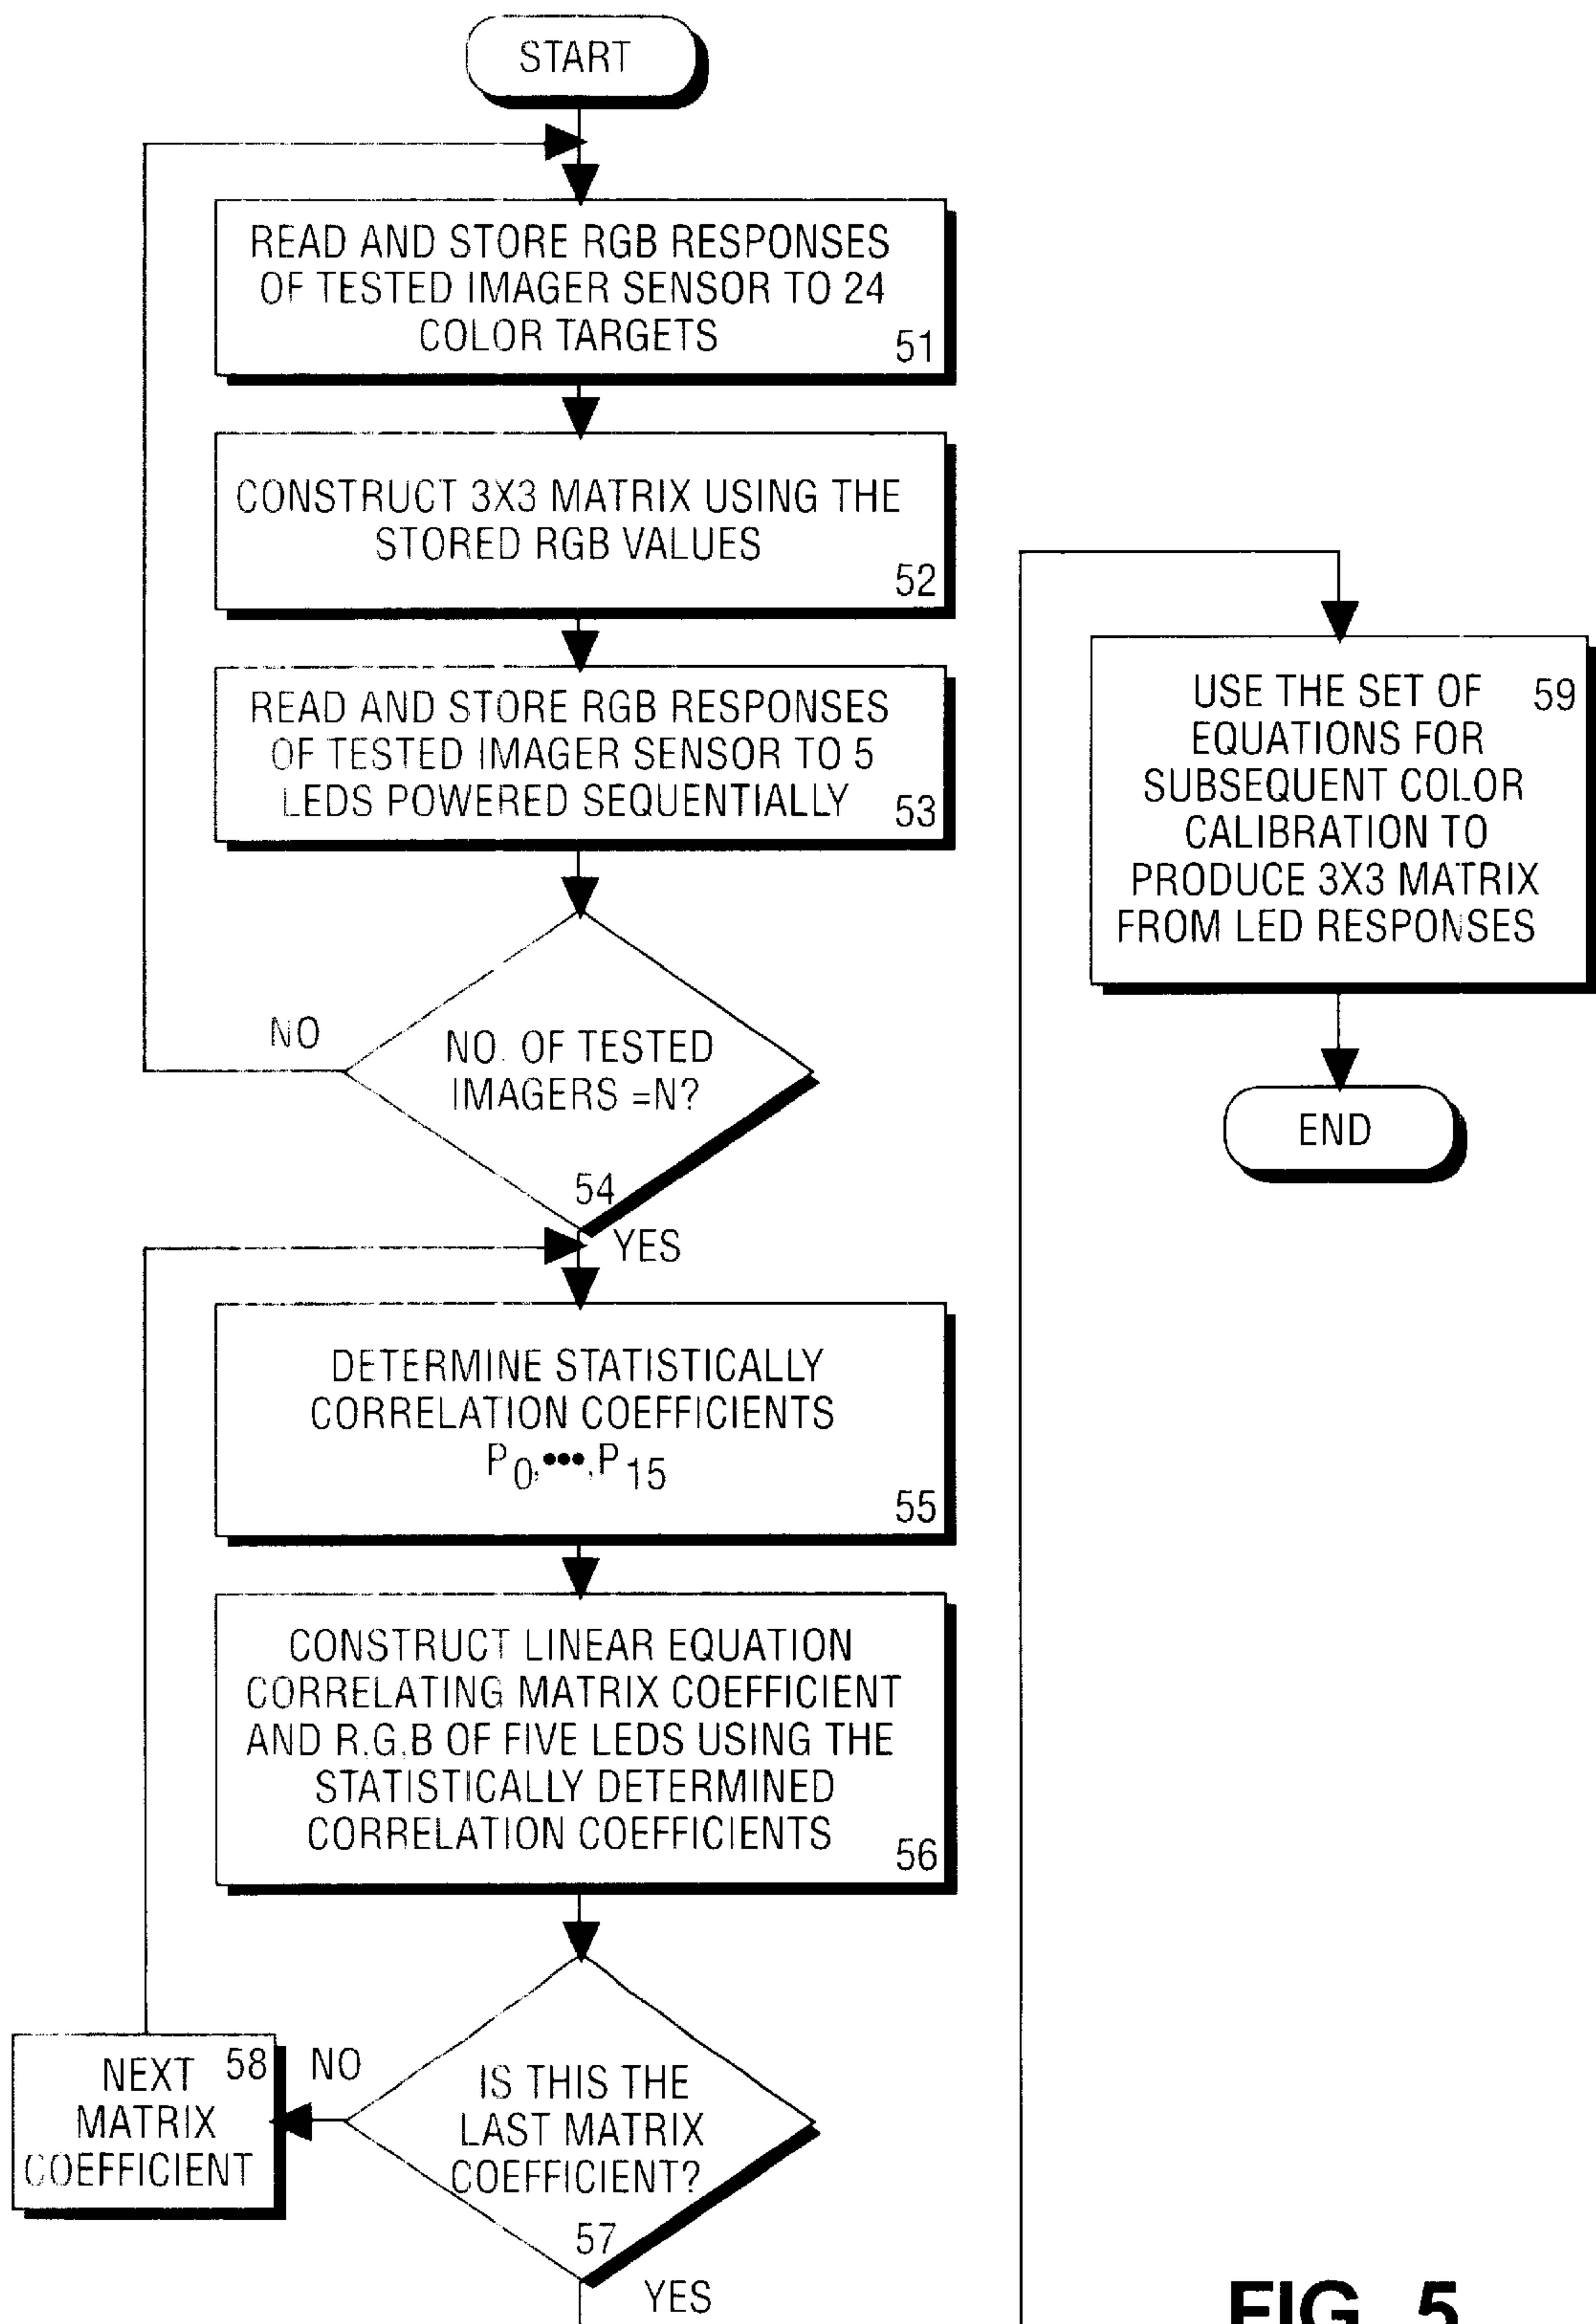 START
READ AND STORE RGB RESPONSES
OF TESTED IMAGER SENSOR TO 24
COLOR TARGETS
51
CONSTRUCT 3X3 MATRIX USING THE
STORED RGB VALUES
52
READ AND STORE RGB RESPONSES
OF TESTED IMAGER SENSOR TO 5
LEDS POWERED SEQUENTIALLY
53
NO
NO. OF TESTED
IMAGERS =N?
54
YES
DETERMINE STATISTICALLY
CORRELATION COEFFICIENTS
P0,•••,P15
55
CONSTRUCT LINEAR EQUATION
CORRELATING MATRIX COEFFICIENT
AND R.G.B OF FIVE LEDS USING THE
STATISTICALLY DETERMINED
CORRELATION COEFFICIENTS
56
58
NEXT
MATRIX
COEFFICIENT
NO
IS THIS THE
LAST MATRIX
COEFFICIENT?
57
YES
USE THE SET OF
59
EQUATIONS FOR
SUBSEQUENT COLOR
CALIBRATION TO
PRODUCE 3X3 MATRIX
FROM LED RESPONSES
END
FIG. 5